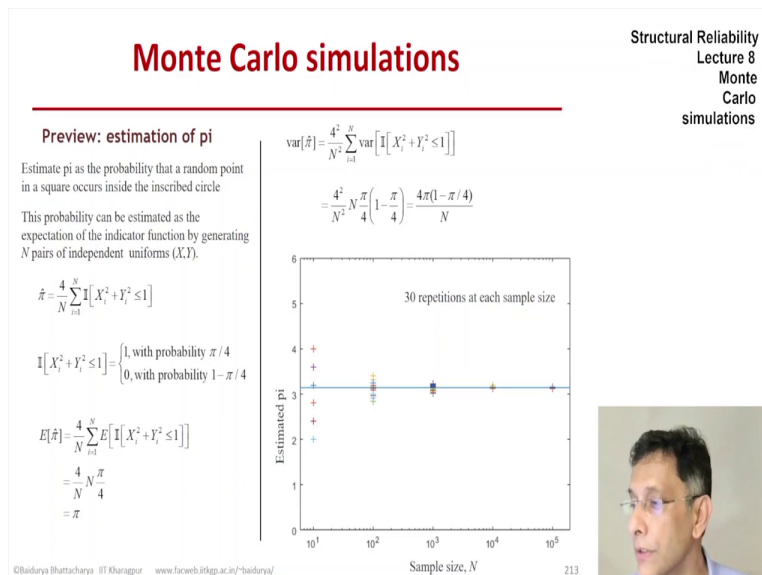 Monte Carlo simulations
Structural Reliability
Lecture 8
Monte
Carlo
simulations
Preview: estimation of pi
Estimate pi as the probability that a random point
in a square occurs inside the inscribed circle
This probability can be estimated as the
expectation of the indicator function by generating
N pairs of independent uniforms (X,Y).
π̂ = 4/N ∑_{i=1}^{N} 𝕀[X_i² + Y_i² ≤ 1]
𝕀[X_i² + Y_i² ≤ 1] = {1, with probability π / 4
0, with probability 1 − π / 4
E[π̂] = 4/N ∑_{i=1}^{N} E[𝕀[X_i² + Y_i² ≤ 1]]
= 4/N N π/4
= π
var[π̂] = 4²/N² ∑_{i=1}^{N} var[𝕀[X_i² + Y_i² ≤ 1]]
= 4²/N² N π/4 (1 − π/4) = 4π(1 − π / 4)/N
30 repetitions at each sample size
Estimated pi
6
5
4
3
2
1
0
10¹ 10² 10³ 10⁴ 10⁵
Sample size, N
©Baidurya Bhattacharya IIT Kharagpur www.facweb.iitkgp.ac.in/~baidurya/
213